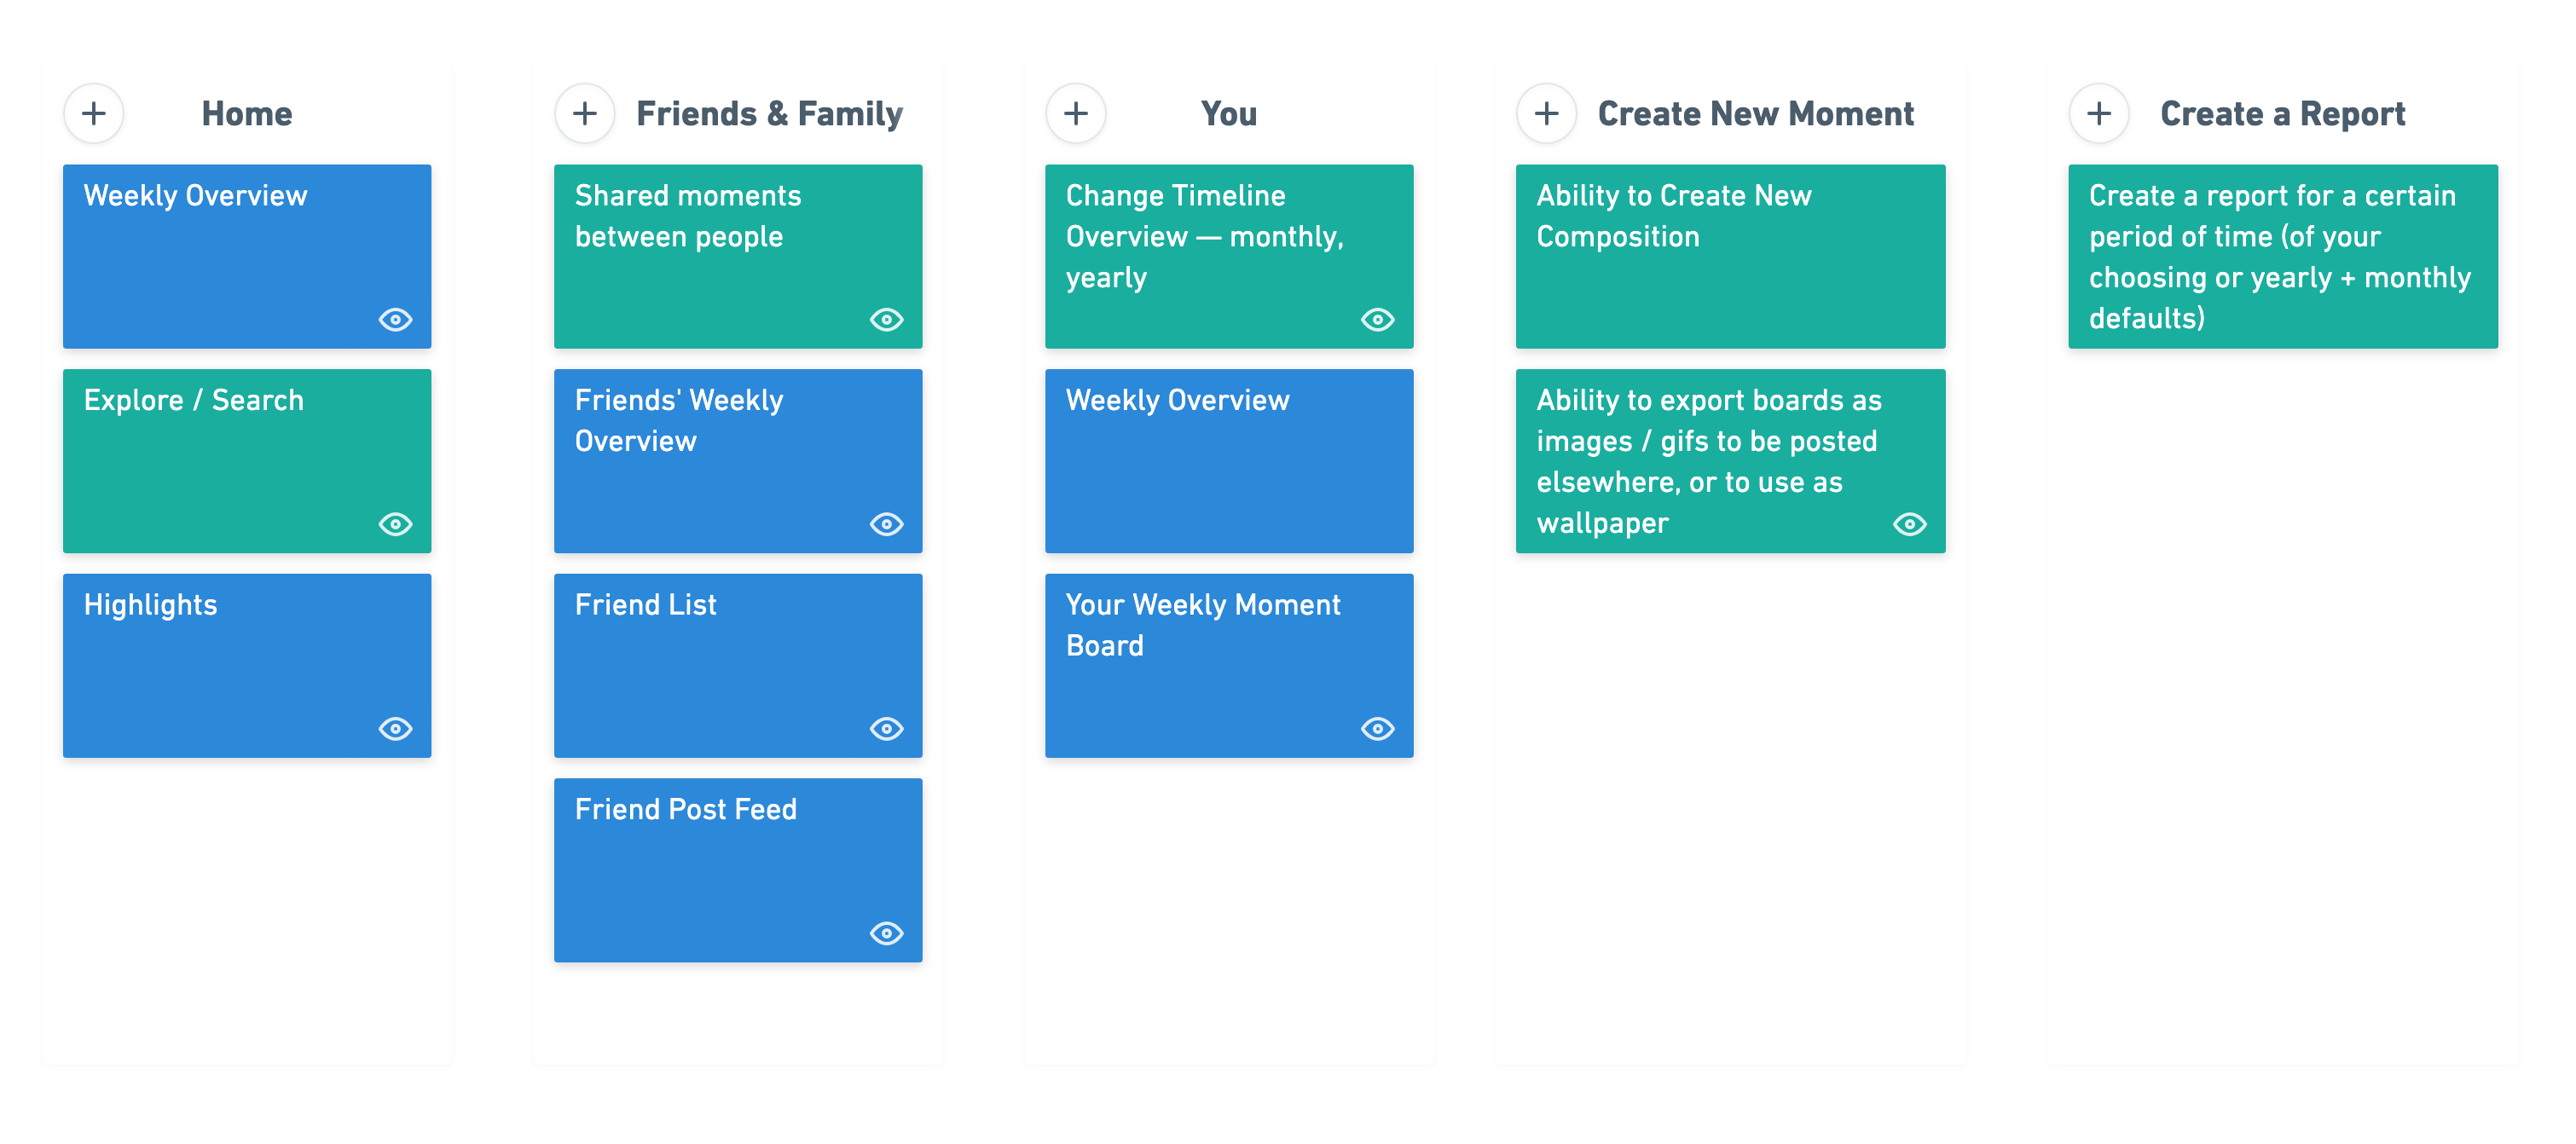 Home
Weekly Overview
Explore / Search
Highlights
Friends & Family
Shared moments
between people
Friends' Weekly
Overview
Friend List
Friend Post Feed
You
Change Timeline
Overview — monthly,
yearly
Weekly Overview
Your Weekly Moment
Board
Create New Moment
Ability to Create New
Composition
Ability to export boards as
images / gifs to be posted
elsewhere, or to use as
wallpaper
Create a Report
Create a report for a certain
period of time (of your
choosing or yearly + monthly
defaults)